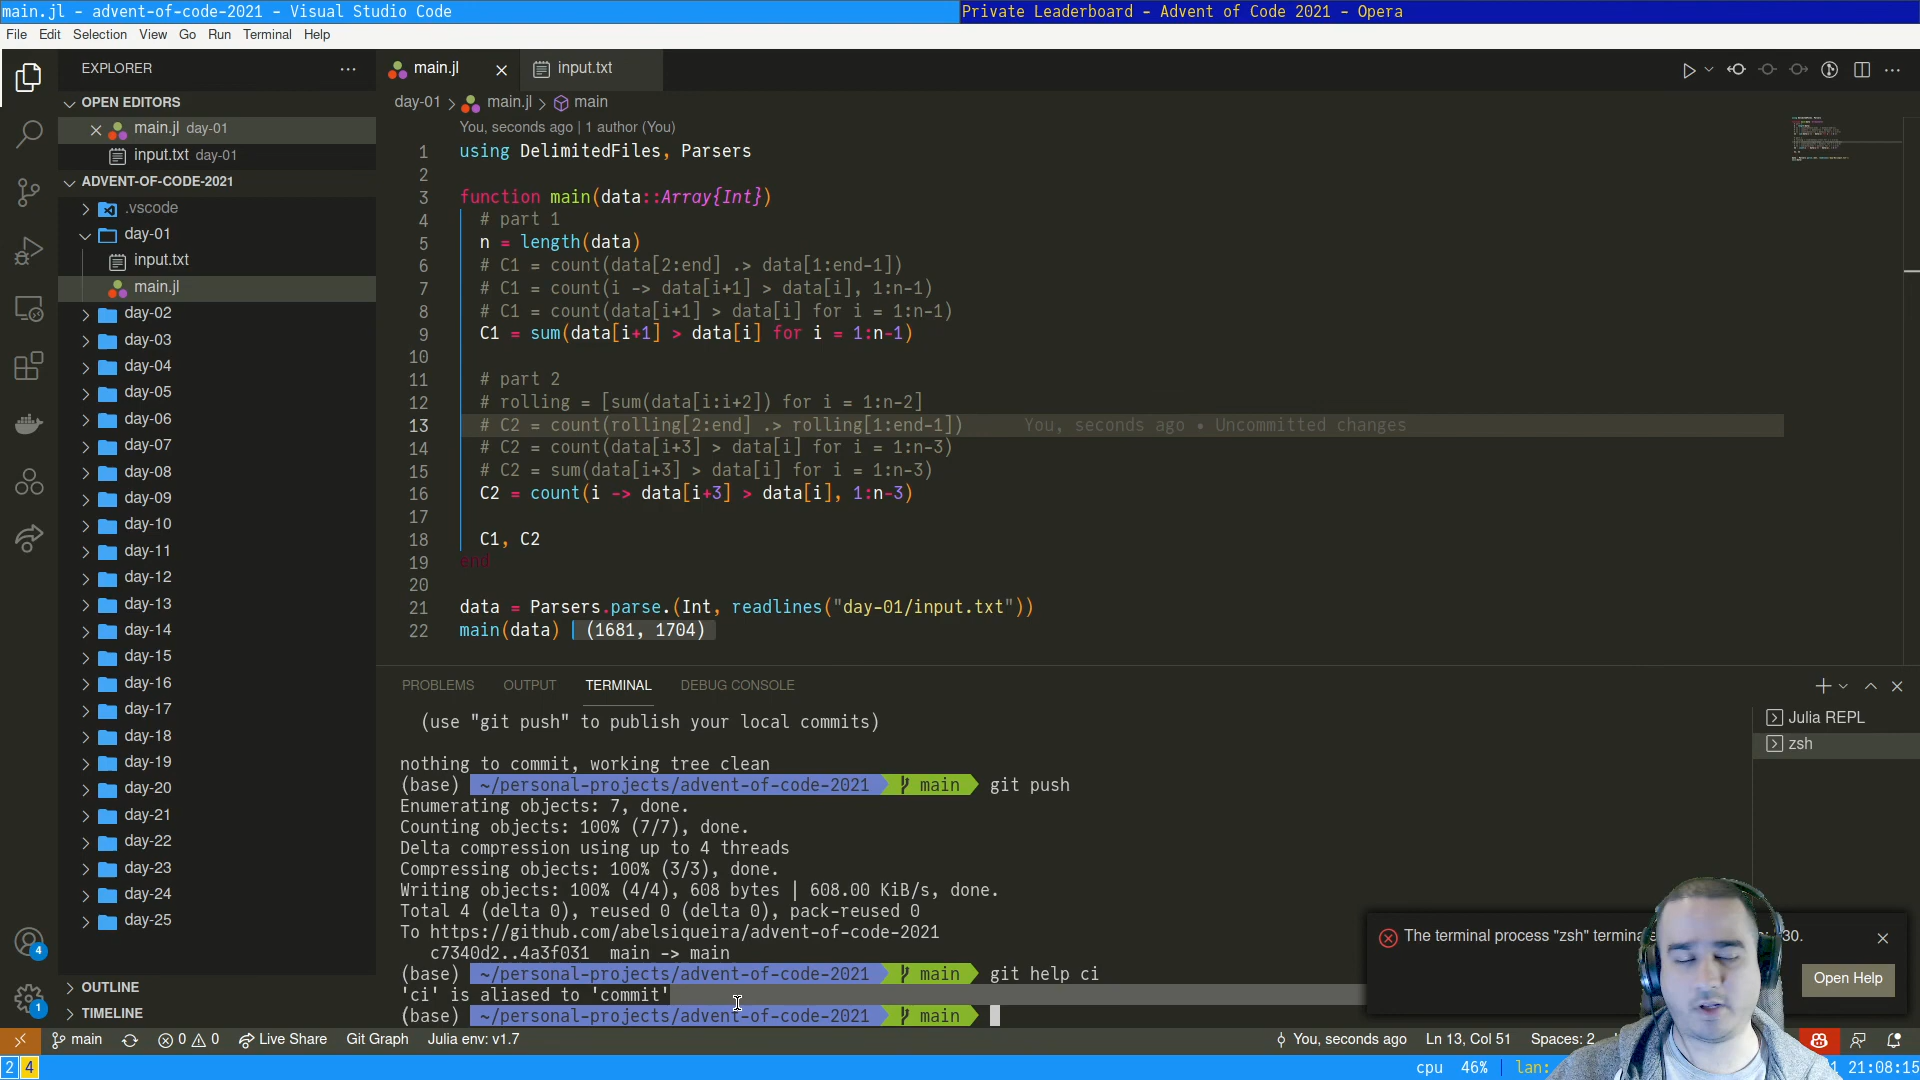 main.jl - advent-of-code-2021 - Visual Studio Code
Private Leaderboard - Advent of Code 2021 - Opera
File Edit Selection View Go Run Terminal Help
EXPLORER
main.jl
input.txt
OPEN EDITORS
main.jl day-01
input.txt day-01
ADVENT-OF-CODE-2021
.vscode
day-01
input.txt
main.jl
day-02
day-03
day-04
day-05
day-06
day-07
day-08
day-09
day-10
day-11
day-12
day-13
day-14
day-15
day-16
day-17
day-18
day-19
day-20
day-21
day-22
day-23
day-24
day-25
OUTLINE
TIMELINE
4
1
day-01 > main.jl > main
You, seconds ago | 1 author (You)
1 using DelimitedFiles, Parsers
2
3 function main(data::Array{Int})
4 # part 1
5 n = length(data)
6 # C1 = count(data[2:end] .> data[1:end-1])
7 # C1 = count(i -> data[i+1] > data[i], 1:n-1)
8 # C1 = count(data[i+1] > data[i] for i = 1:n-1)
9 C1 = sum(data[i+1] > data[i] for i = 1:n-1)
10
11 # part 2
12 # rolling = [sum(data[i:i+2]) for i = 1:n-2]
13 # C2 = count(rolling[2:end] .> rolling[1:end-1]) You, seconds ago • Uncommitted changes
14 # C2 = count(data[i+3] > data[i] for i = 1:n-3)
15 # C2 = sum(data[i+3] > data[i] for i = 1:n-3)
16 C2 = count(i -> data[i+3] > data[i], 1:n-3)
17
18 C1, C2
19 end
20
21 data = Parsers.parse.(Int, readlines("day-01/input.txt"))
22 main(data) (1681, 1704)
PROBLEMS OUTPUT TERMINAL DEBUG CONSOLE
Julia REPL
zsh
(use "git push" to publish your local commits)
nothing to commit, working tree clean
(base) ~/personal-projects/advent-of-code-2021 main git push
Enumerating objects: 7, done.
Counting objects: 100% (7/7), done.
Delta compression using up to 4 threads
Compressing objects: 100% (3/3), done.
Writing objects: 100% (4/4), 608 bytes | 608.00 KiB/s, done.
Total 4 (delta 0), reused 0 (delta 0), pack-reused 0
To https://github.com/abelsiqueira/advent-of-code-2021
c7340d2..4a3f031 main -> main
(base) ~/personal-projects/advent-of-code-2021 main git help ci
'ci' is aliased to 'commit'
(base) ~/personal-projects/advent-of-code-2021 main
The terminal process "zsh" 30.
Open Help
main 0 0 Live Share Git Graph Julia env: v1.7
You, seconds ago Ln 13, Col 51 Spaces: 2
2 4
cpu 46% lan: 21:08:15